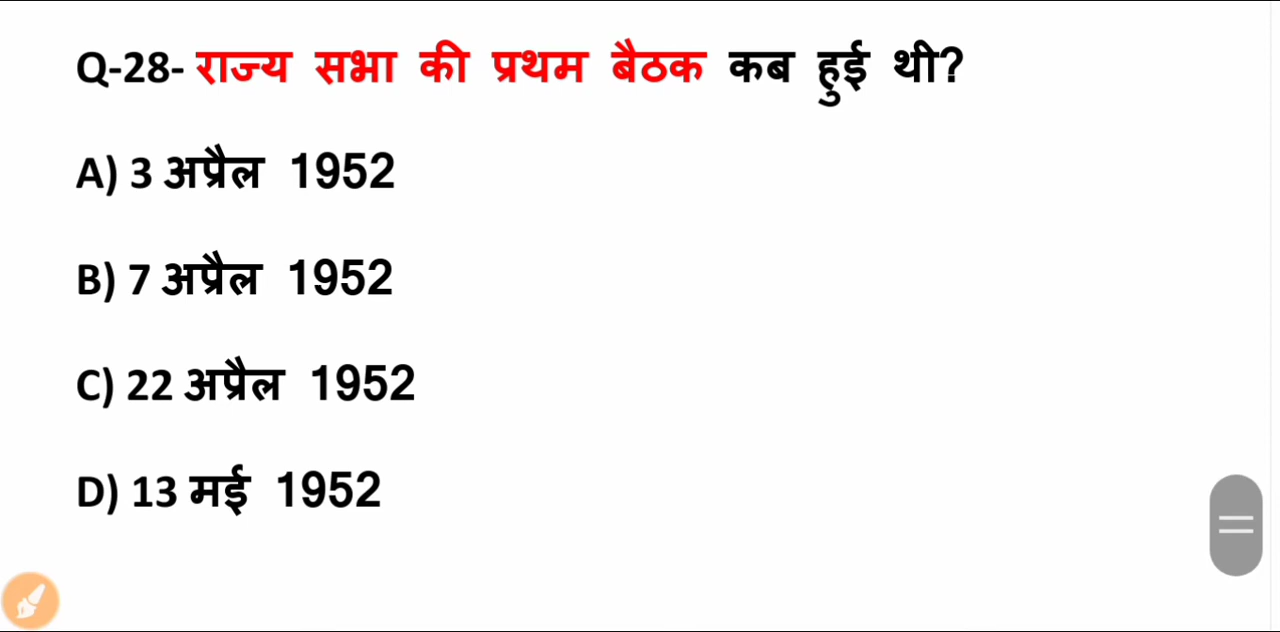 Q-28- राज्य सभा की प्रथम बैठक कब हुई थी?
A) 3 अप्रैल 1952
B) 7 अप्रैल 1952
C) 22 अप्रैल 1952
D) 13 मई 1952